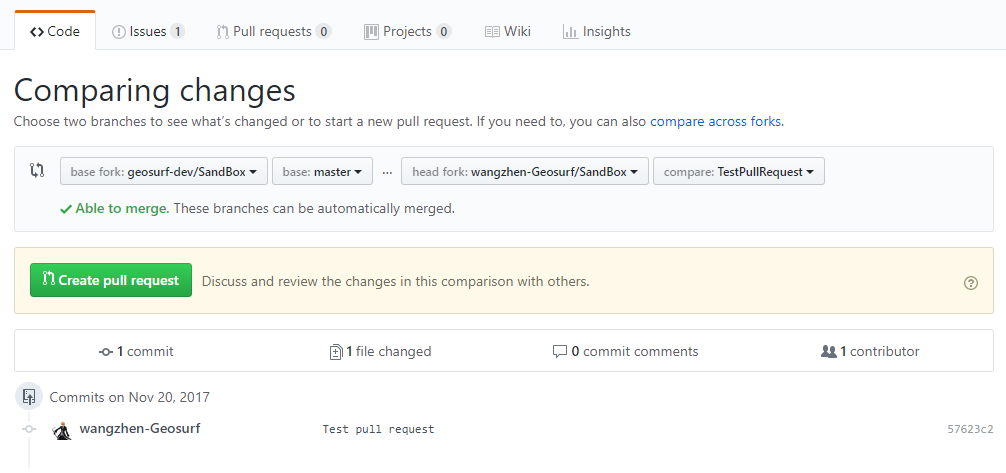 Code Issues 1 Pull requests 0 Projects 0 Wiki Insights
Comparing changes
Choose two branches to see what's changed or to start a new pull request. If you need to, you can also compare across forks.
base fork: geosurf-dev/SandBox base: master ... head fork: wangzhen-Geosurf/SandBox compare: TestPullRequest
Able to merge. These branches can be automatically merged.
Create pull request Discuss and review the changes in this comparison with others.
1 commit 1 file changed 0 commit comments 1 contributor
Commits on Nov 20, 2017
wangzhen-Geosurf Test pull request 57623c2